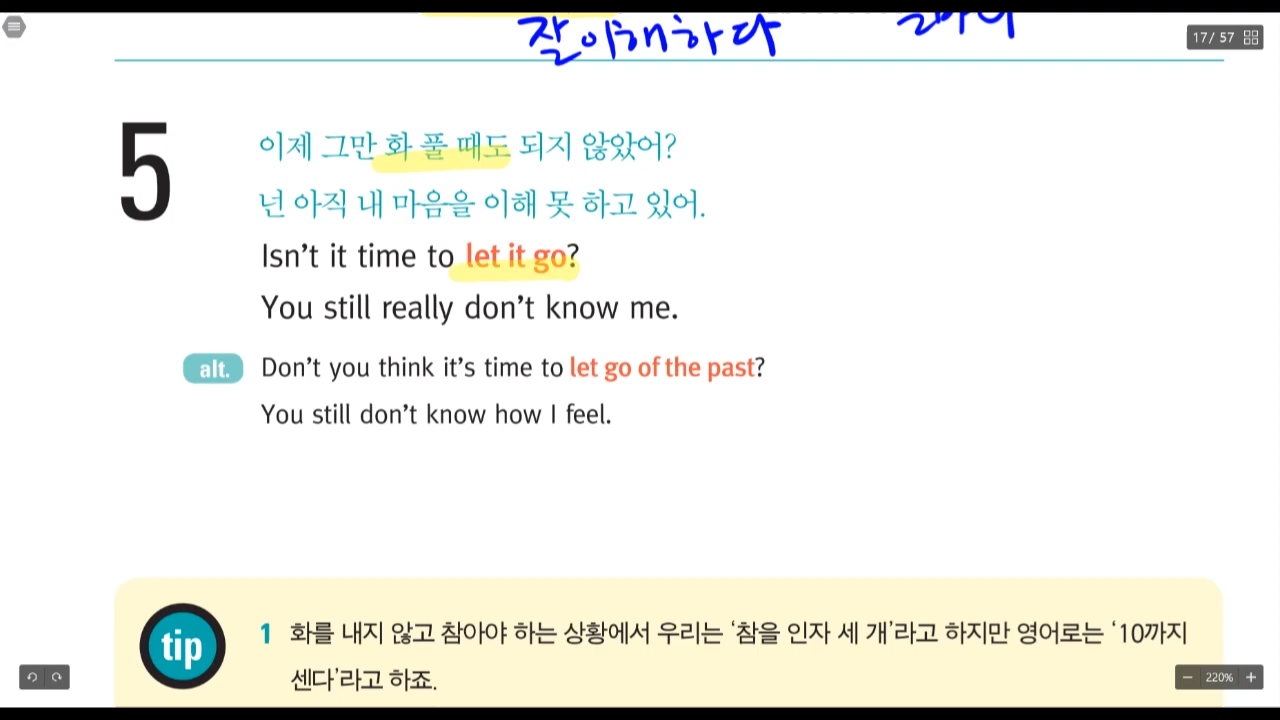 잘 이해하다
17/ 57
5
이제 그만 화 풀 때도 되지 않았어?
넌 아직 내 마음을 이해 못 하고 있어.
Isn't it time to let it go?
You still really don't know me.
alt. Don't you think it's time to let go of the past?
You still don't know how I feel.
tip
1 화를 내지 않고 참아야 하는 상황에서 우리는 ‘참을 인자 세 개’라고 하지만 영어로는 ‘10까지
센다’라고 하죠.
220%